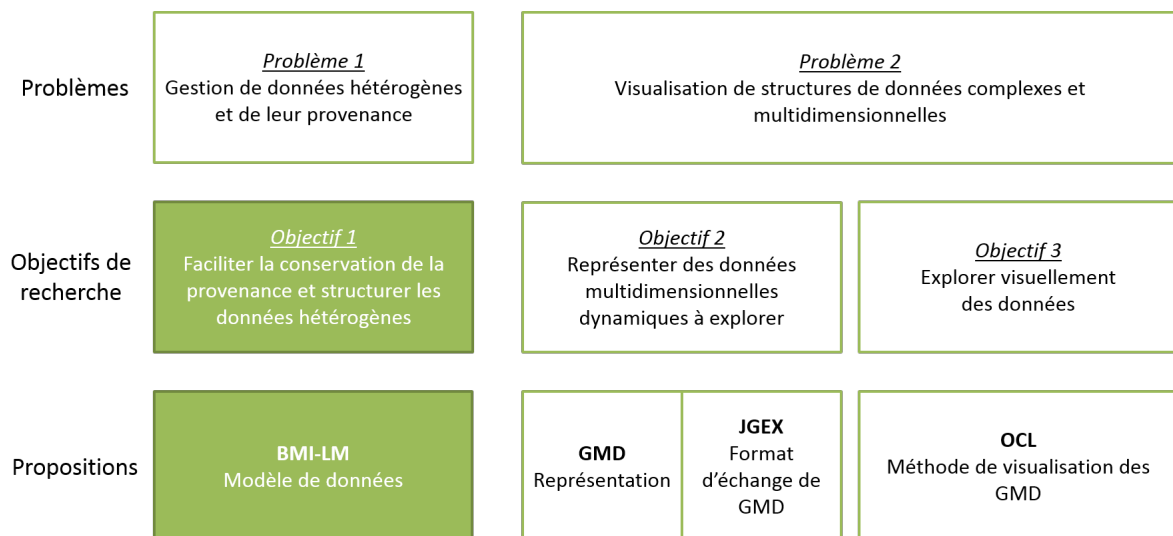 Problèmes
Problème 1
Gestion de données hétérogènes
et de leur provenance
Problème 2
Visualisation de structures de données complexes et
multidimensionnelles
Objectifs de
recherche
Objectif 1
Faciliter la conservation de la
provenance et structurer les
données hétérogènes
Objectif 2
Représenter des données
multidimensionnelles
dynamiques à explorer
Objectif 3
Explorer visuellement
des données
Propositions
BMI-LM
Modèle de données
GMD
Représentation
JGEX
Format
d'échange de
GMD
OCL
Méthode de visualisation des
GMD